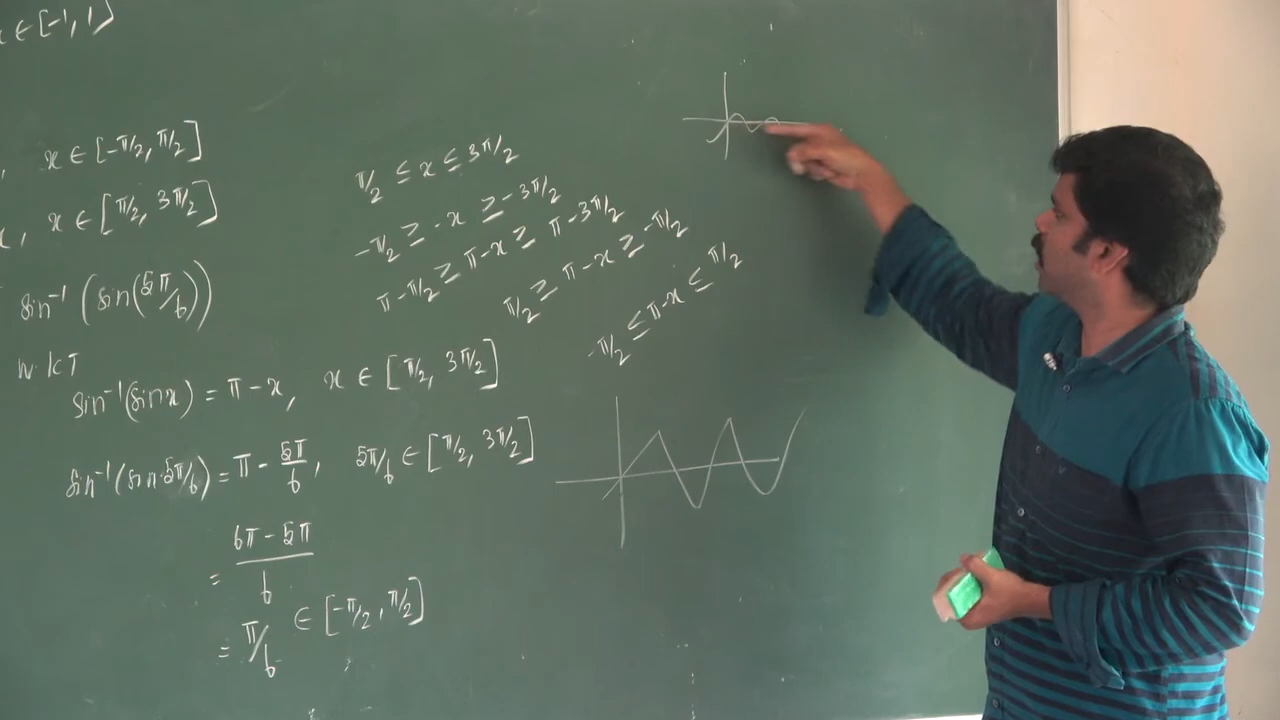 x ∈ [-1, 1]
, x ∈ [-π/2, π/2]
x, x ∈ [π/2, 3π/2]
sin⁻¹(sin(5π/6))
W.K.T
sin⁻¹(sin x) = π - x, x ∈ [π/2, 3π/2]
sin⁻¹(sin 5π/6) = π - 5π/6, 5π/6 ∈ [π/2, 3π/2]
= 6π - 5π/6
= π/6 ∈ [-π/2, π/2]
π/2 ≤ x ≤ 3π/2
-π/2 ≥ -x ≥ -3π/2
π - π/2 ≥ π - x ≥ π - 3π/2
π/2 ≥ π - x ≥ -π/2
-π/2 ≤ π - x ≤ π/2